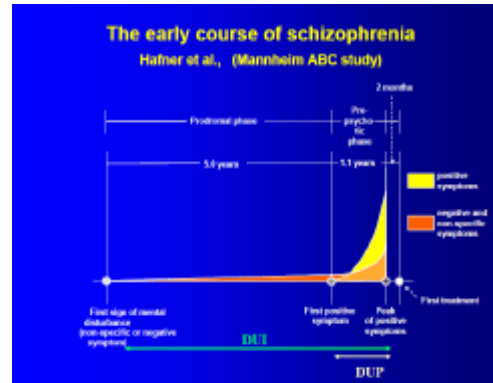 The early course of schizophrenia
Hafner et al., (Mannheim ABC study)
2 months
Prodromal phase
Pre-
psycho
tic
phase
5.0 years
1.1 years
positive
symptoms
negative and
non-specific
symptoms
First sign of mental
disturbance
(non-specific or negative
symptom)
First positive
symptom
Peak
of positive
symptoms
First treatment
DUI
DUP